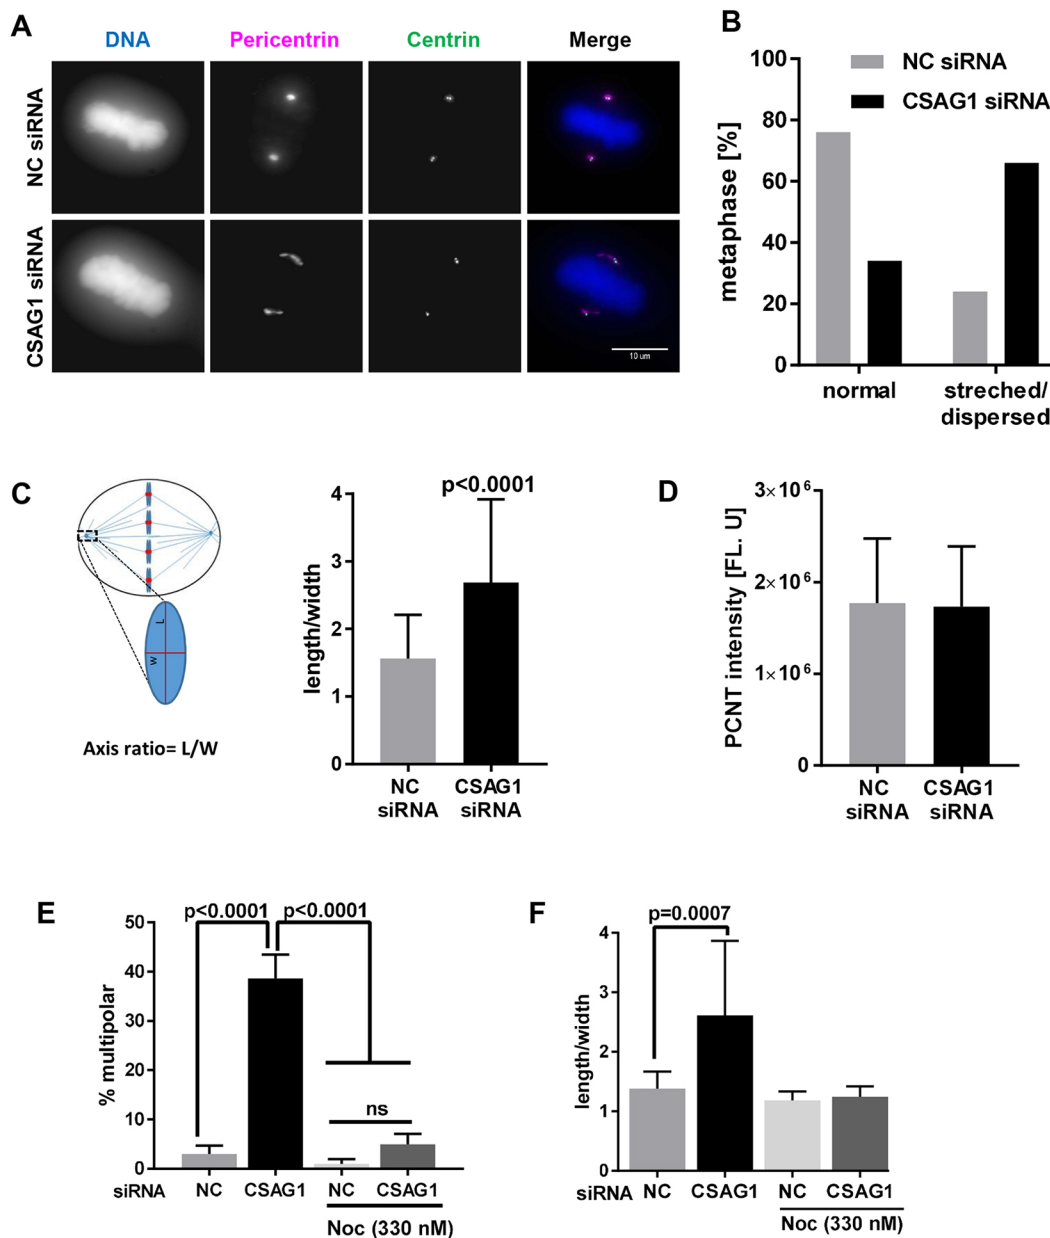 A
DNA
Pericentrin
Centrin
Merge
NC siRNA
CSAG1 siRNA
10 um
B
NC siRNA
CSAG1 siRNA
metaphase [%]
100
80
60
40
20
0
normal
streched/
dispersed
C
L
W
Axis ratio= L/W
p<0.0001
length/width
4
3
2
1
0
NC
siRNA
CSAG1
siRNA
D
PCNT intensity [FL. U]
3×10⁶
2×10⁶
1×10⁶
0
NC
siRNA
CSAG1
siRNA
E
p<0.0001 p<0.0001
% multipolar
50
40
30
20
10
0
ns
siRNA NC CSAG1 NC CSAG1
Noc (330 nM)
F
p=0.0007
length/width
4
3
2
1
0
siRNA NC CSAG1 NC CSAG1
Noc (330 nM)